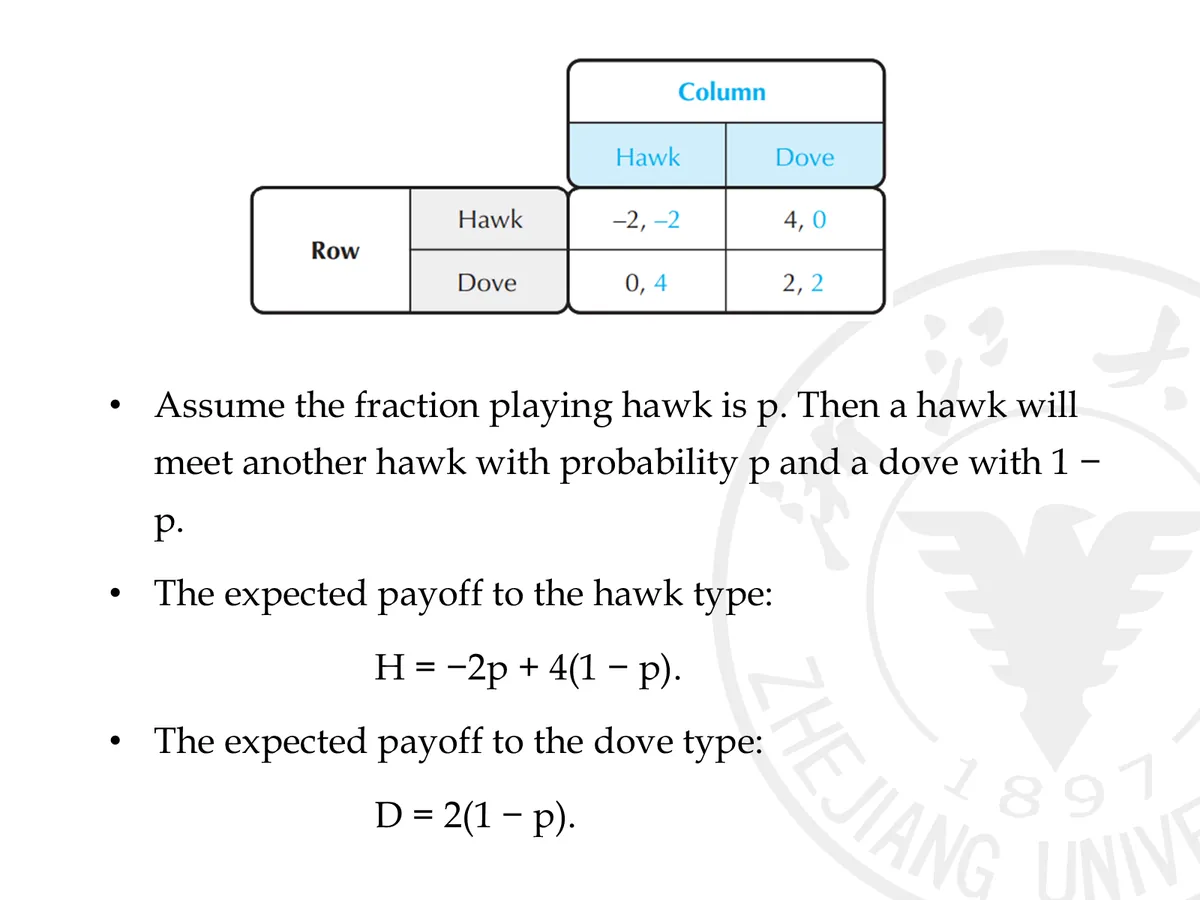 Column
Hawk Dove
Row Hawk –2, –2 4, 0
Dove 0, 4 2, 2
• Assume the fraction playing hawk is p. Then a hawk will
meet another hawk with probability p and a dove with 1 −
p.
• The expected payoff to the hawk type:
H = −2p + 4(1 − p).
• The expected payoff to the dove type:
D = 2(1 − p).
1897
ZHEJIANG UNIVE